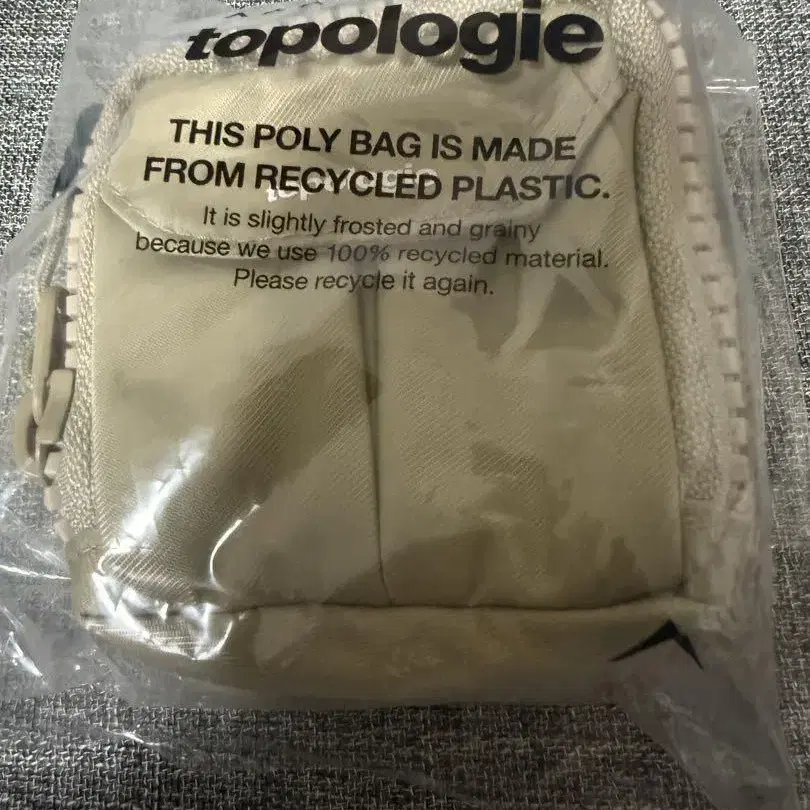 topologie
THIS POLY BAG IS MADE
FROM RECYCLED PLASTIC.
topologie
It is slightly frosted and grainy
because we use 100% recycled material.
Please recycle it again.